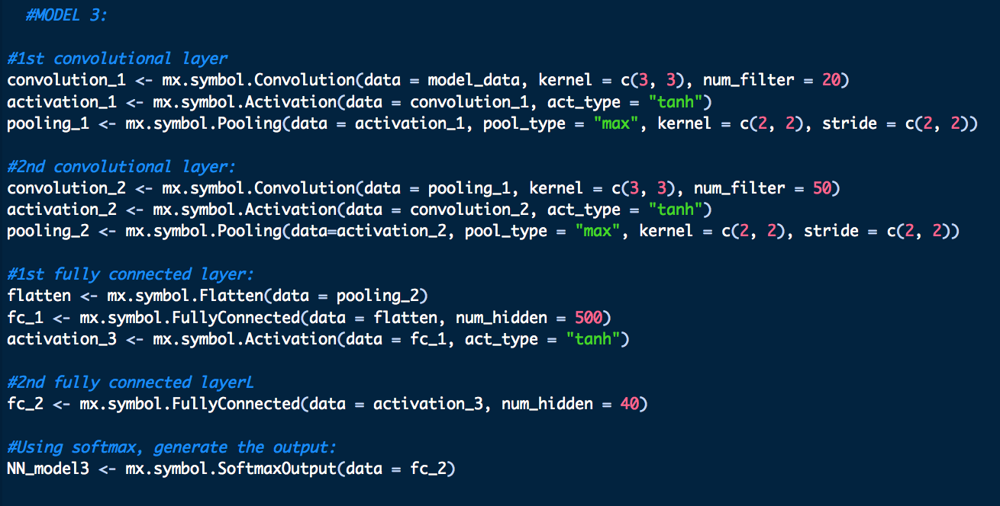 #MODEL 3:
#1st convolutional layer
convolution_1 <- mx.symbol.Convolution(data = model_data, kernel = c(3, 3), num_filter = 20)
activation_1 <- mx.symbol.Activation(data = convolution_1, act_type = "tanh")
pooling_1 <- mx.symbol.Pooling(data = activation_1, pool_type = "max", kernel = c(2, 2), stride = c(2, 2))
#2nd convolutional layer:
convolution_2 <- mx.symbol.Convolution(data = pooling_1, kernel = c(3, 3), num_filter = 50)
activation_2 <- mx.symbol.Activation(data = convolution_2, act_type = "tanh")
pooling_2 <- mx.symbol.Pooling(data=activation_2, pool_type = "max", kernel = c(2, 2), stride = c(2, 2))
#1st fully connected layer:
flatten <- mx.symbol.Flatten(data = pooling_2)
fc_1 <- mx.symbol.FullyConnected(data = flatten, num_hidden = 500)
activation_3 <- mx.symbol.Activation(data = fc_1, act_type = "tanh")
#2nd fully connected layerL
fc_2 <- mx.symbol.FullyConnected(data = activation_3, num_hidden = 40)
#Using softmax, generate the output:
NN_model3 <- mx.symbol.SoftmaxOutput(data = fc_2)